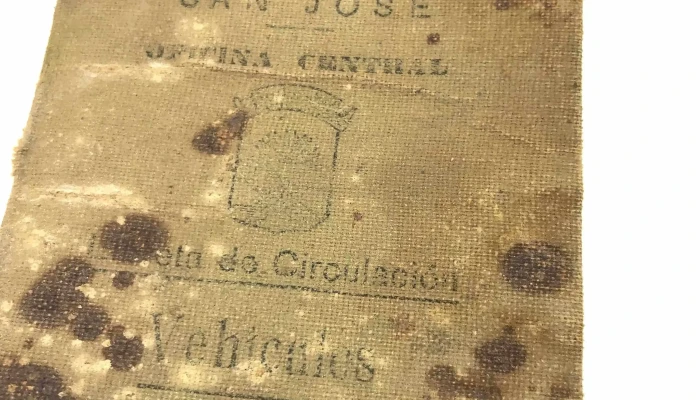 SAN JOSE
OFICINA CENTRAL
de Circulación
Vehiculos